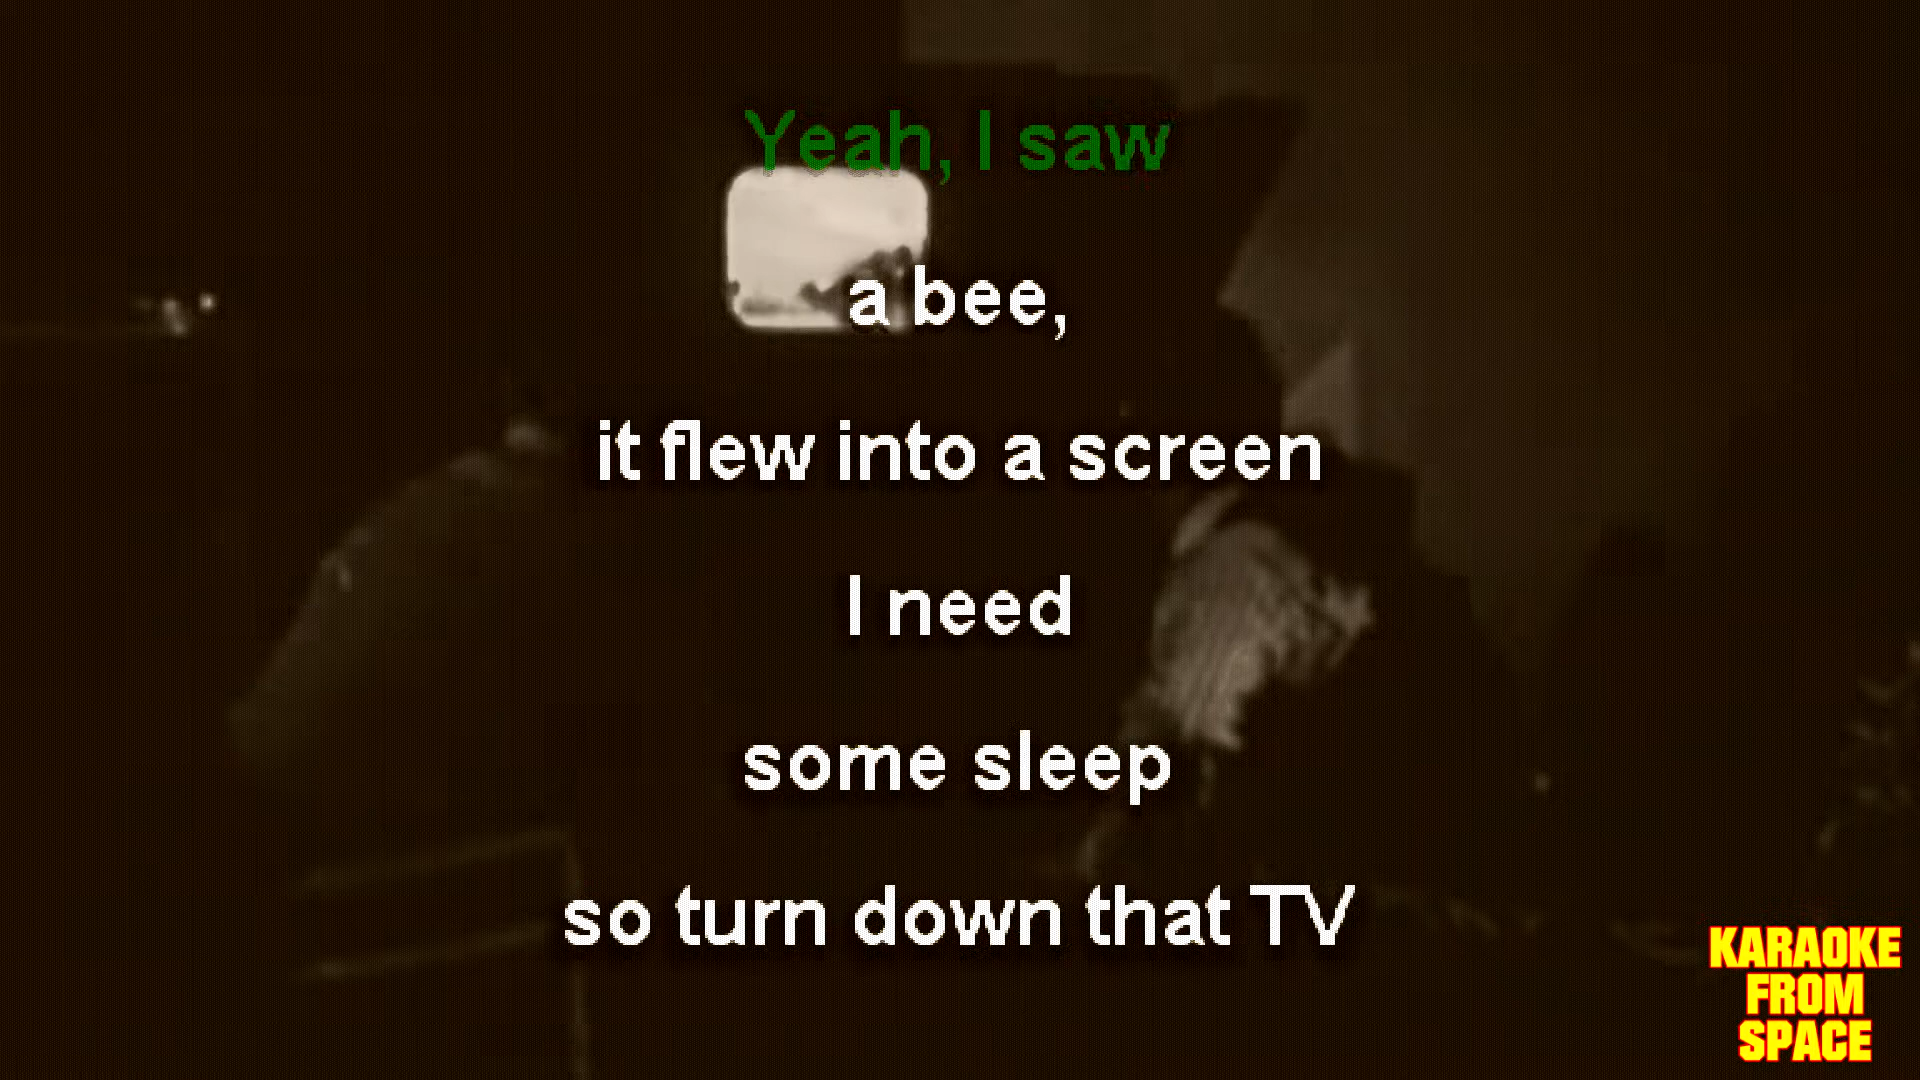 Yeah, I saw
a bee,
it flew into a screen
I need
some sleep
so turn down that TV
KARAOKE
FROM
SPACE